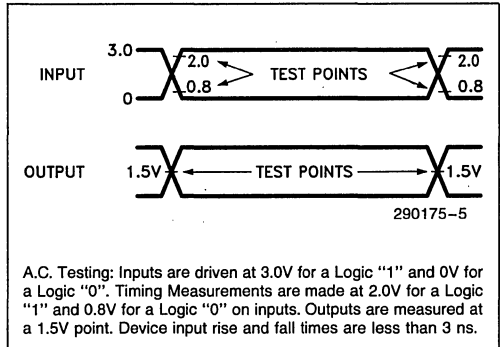 3.0
INPUT
2.0 TEST POINTS 2.0
0.8 0.8
0
OUTPUT 1.5V TEST POINTS 1.5V
290175-5
A.C. Testing: Inputs are driven at 3.0V for a Logic "1" and 0V for
a Logic "0". Timing Measurements are made at 2.0V for a Logic
"1" and 0.8V for a Logic "0" on inputs. Outputs are measured at
a 1.5V point. Device input rise and fall times are less than 3 ns.